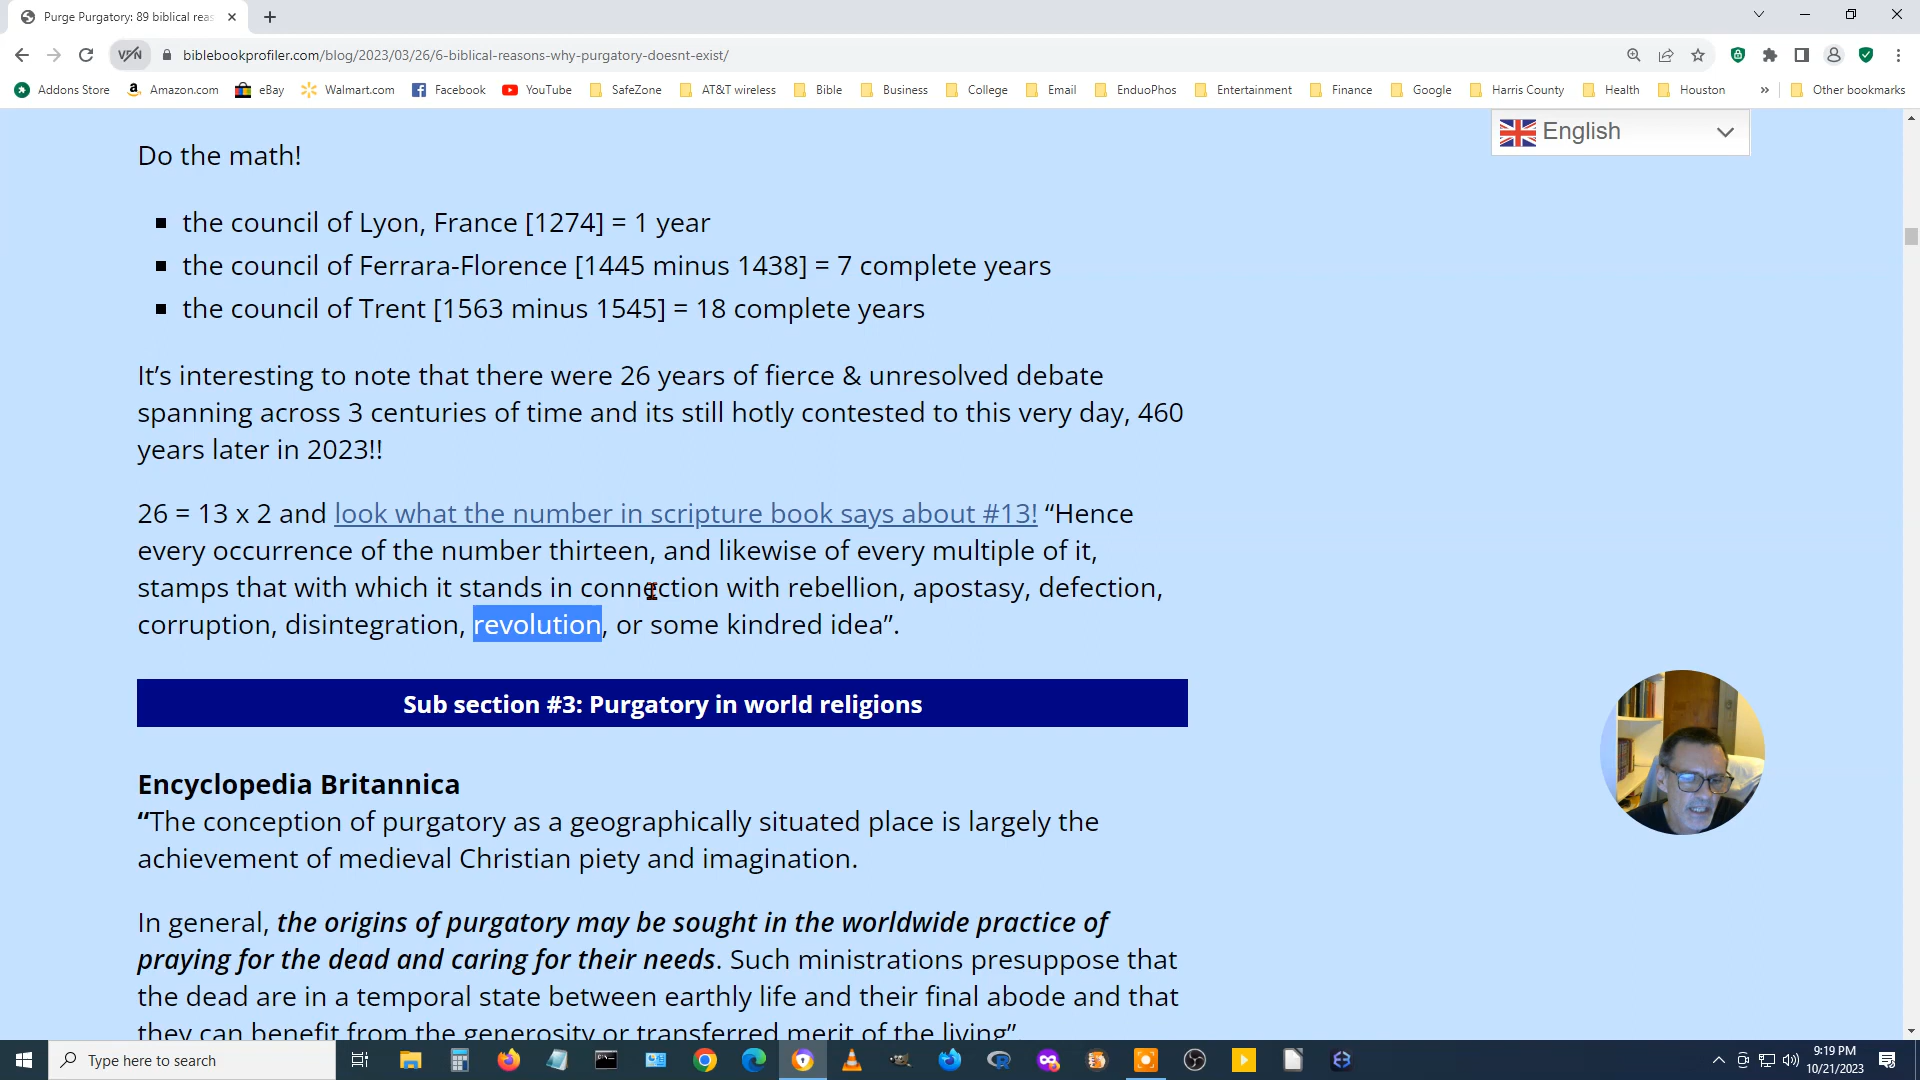 Purge Purgatory: 89 biblical reas
biblebookprofiler.com/blog/2023/03/26/6-biblical-reasons-why-purgatory-doesnt-exist/
Addons Store Amazon.com eBay Walmart.com Facebook YouTube SafeZone AT&T wireless Bible Business College Email EnduoPhos Entertainment Finance Google Harris County Health Houston » Other bookmarks
English
Do the math!
▪ the council of Lyon, France [1274] = 1 year
▪ the council of Ferrara-Florence [1445 minus 1438] = 7 complete years
▪ the council of Trent [1563 minus 1545] = 18 complete years
It’s interesting to note that there were 26 years of fierce & unresolved debate
spanning across 3 centuries of time and its still hotly contested to this very day, 460
years later in 2023!!
26 = 13 x 2 and look what the number in scripture book says about #13! “Hence
every occurrence of the number thirteen, and likewise of every multiple of it,
stamps that with which it stands in connection with rebellion, apostasy, defection,
corruption, disintegration, revolution, or some kindred idea”.
Sub section #3: Purgatory in world religions
Encyclopedia Britannica
“The conception of purgatory as a geographically situated place is largely the
achievement of medieval Christian piety and imagination.
In general, the origins of purgatory may be sought in the worldwide practice of
praying for the dead and caring for their needs. Such ministrations presuppose that
the dead are in a temporal state between earthly life and their final abode and that
they can benefit from the generosity or transferred merit of the living”
Type here to search
9:19 PM
10/21/2023